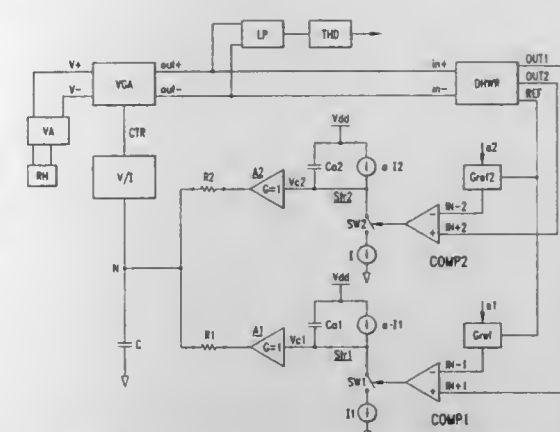 LP
THD
V+
VGA
out+
in+
OUT1
OUT2
V-
out-
in-
DHWR
REF
VA
CTR
RH
V/I
Vdd
a2
Ca2
a I2
Gref2
R2
A2
G=1
Vc2
Str2
SW2
IN-2
IN+2
I
COMP2
N
Vdd
a1
Ca1
a-I1
Gref
R1
A1
G=1
Vc1
Str1
SW1
IN-1
IN+1
C
I1
COMP1